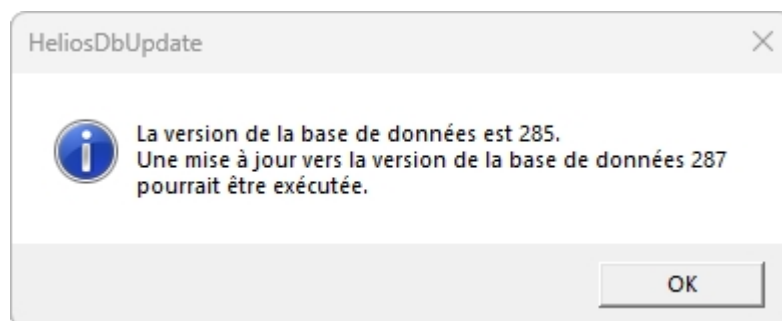 HeliosDbUpdate
La version de la base de données est 285.
Une mise à jour vers la version de la base de données 287
pourrait être exécutée.
OK